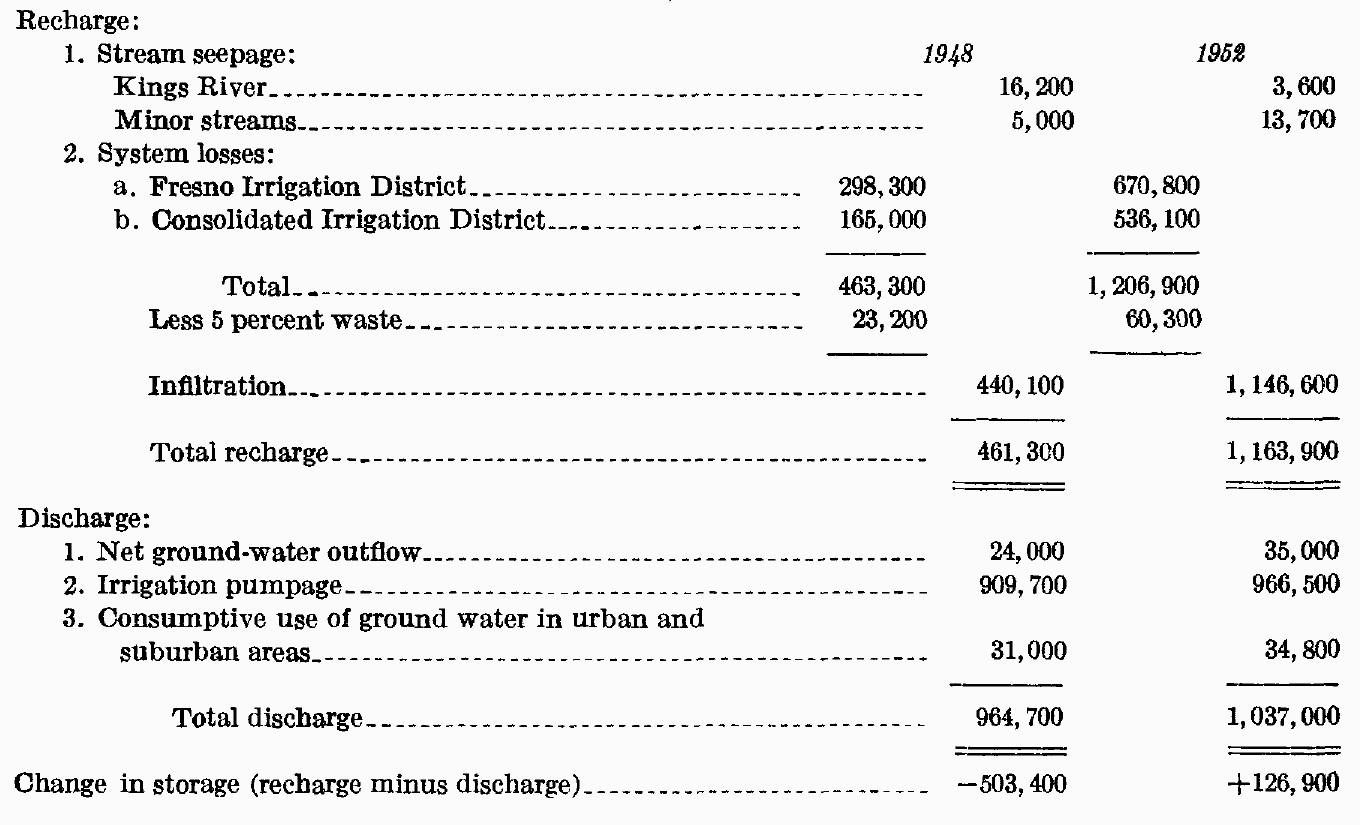 Recharge:
1. Stream seepage: 1948 1952
Kings River 16,200 3,600
Minor streams 5,000 13,700
2. System losses:
a. Fresno Irrigation District 298,300 670,800
b. Consolidated Irrigation District 165,000 536,100
Total 463,300 1,206,900
Less 5 percent waste 23,200 60,300
Infiltration 440,100 1,146,600
Total recharge 461,300 1,163,900
Discharge:
1. Net ground-water outflow 24,000 35,000
2. Irrigation pumpage 909,700 966,500
3. Consumptive use of ground water in urban and
suburban areas 31,000 34,800
Total discharge 964,700 1,037,000
Change in storage (recharge minus discharge) −503,400 +126,900